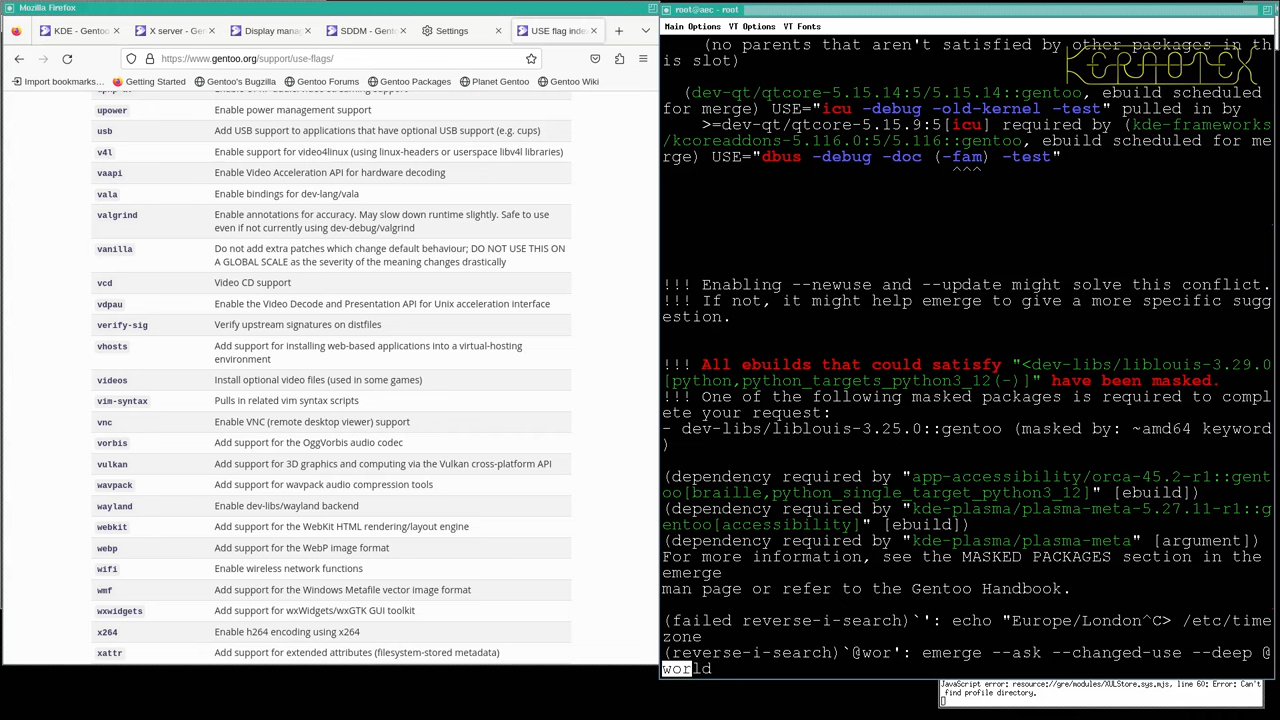 Mozilla Firefox
KDE - Gentoo
X server - Ge
Display mana
SDDM - Gent
Settings
USE flag inde
https://www.gentoo.org/support/use-flags/
Import bookmarks...
Getting Started
Gentoo's Bugzilla
Gentoo Forums
Gentoo Packages
Planet Gentoo
Gentoo Wiki
upower Enable power management support
usb Add USB support to applications that have optional USB support (e.g. cups)
v4l Enable support for video4linux (using linux-headers or userspace libv4l libraries)
vaapi Enable Video Acceleration API for hardware decoding
vala Enable bindings for dev-lang/vala
valgrind Enable annotations for accuracy. May slow down runtime slightly. Safe to use
even if not currently using dev-debug/valgrind
vanilla Do not add extra patches which change default behaviour; DO NOT USE THIS ON
A GLOBAL SCALE as the severity of the meaning changes drastically
vcd Video CD support
vdpau Enable the Video Decode and Presentation API for Unix acceleration interface
verify-sig Verify upstream signatures on distfiles
vhosts Add support for installing web-based applications into a virtual-hosting
environment
videos Install optional video files (used in some games)
vim-syntax Pulls in related vim syntax scripts
vnc Enable VNC (remote desktop viewer) support
vorbis Add support for the OggVorbis audio codec
vulkan Add support for 3D graphics and computing via the Vulkan cross-platform API
wavpack Add support for wavpack audio compression tools
wayland Enable dev-libs/wayland backend
webkit Add support for the WebKit HTML rendering/layout engine
webp Add support for the WebP image format
wifi Enable wireless network functions
wmf Add support for the Windows Metafile vector image format
wxwidgets Add support for wxWidgets/wxGTK GUI toolkit
x264 Enable h264 encoding using x264
xattr Add support for extended attributes (filesystem-stored metadata)
root@aec - root
Main Options VT Options VT Fonts
(no parents that aren't satisfied by other packages in th
is slot)
KERAOTEX
(dev-qt/qtcore-5.15.14:5/5.15.14::gentoo, ebuild scheduled
for merge) USE="icu -debug -old-kernel -test" pulled in by
>=dev-qt/qtcore-5.15.9:5[icu] required by (kde-frameworks
/kcoreaddons-5.116.0:5/5.116::gentoo, ebuild scheduled for me
rge) USE="dbus -debug -doc (-fam) -test"
^^^
!!! Enabling --newuse and --update might solve this conflict.
!!! If not, it might help emerge to give a more specific sugg
estion.
!!! All ebuilds that could satisfy "<dev-libs/liblouis-3.29.0
[python,python_targets_python3_12(-)]" have been masked.
!!! One of the following masked packages is required to compl
ete your request:
- dev-libs/liblouis-3.25.0::gentoo (masked by: ~amd64 keyword
)
(dependency required by "app-accessibility/orca-45.2-r1::gent
oo[braille,python_single_target_python3_12]" [ebuild])
(dependency required by "kde-plasma/plasma-meta-5.27.11-r1::g
entoo[accessibility]" [ebuild])
(dependency required by "kde-plasma/plasma-meta" [argument])
For more information, see the MASKED PACKAGES section in the
emerge
man page or refer to the Gentoo Handbook.
(failed reverse-i-search)`': echo "Europe/London^C> /etc/time
zone
(reverse-i-search)`@wor': emerge --ask --changed-use --deep @
world
JavaScript error: resource://gre/modules/XULStore.sys.mjs, line 60: Error: Can't
find profile directory.